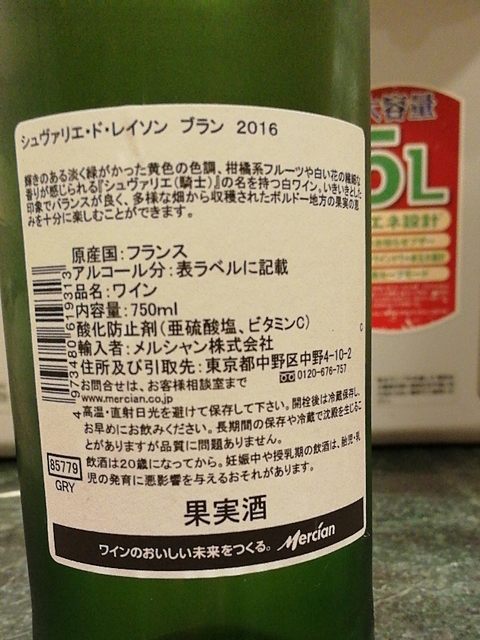 シュヴァリエ・ド・レイソン ブラン 2016
輝きのある淡く緑がかった黄色の色調、柑橘系フルーツや白い花の繊細な
香りが感じられる『シュヴァリエ(騎士)』の名を持つ白ワイン。いきいきとした
印象でバランスが良く、多様な畑から収穫されたボルドー地方の果実の恵
みを十分に楽しむことができます。
原産国:フランス
アルコール分:表ラベルに記載
品名:ワイン
内容量:750ml
酸化防止剤(亜硫酸塩、ビタミンC)
輸入者:メルシャン株式会社
住所及び引取先:東京都中野区中野4-10-2
お問合せは、お客様相談室まで 0120-676-757
www.mercian.co.jp
高温・直射日光を避けて保存して下さい。開栓後は冷蔵保存し、
お早めにお飲みください。長期間の保存や冷蔵で沈殿を生じるこ
とがありますが品質に問題ありません。
飲酒は20歳になってから。妊娠中や授乳期の飲酒は、胎児・乳
児の発育に悪影響を与えるおそれがあります。
4973480619313
85779
GRY
果実酒
ワインのおいしい未来をつくる。 Mercian
大容量
5L
エネ設計